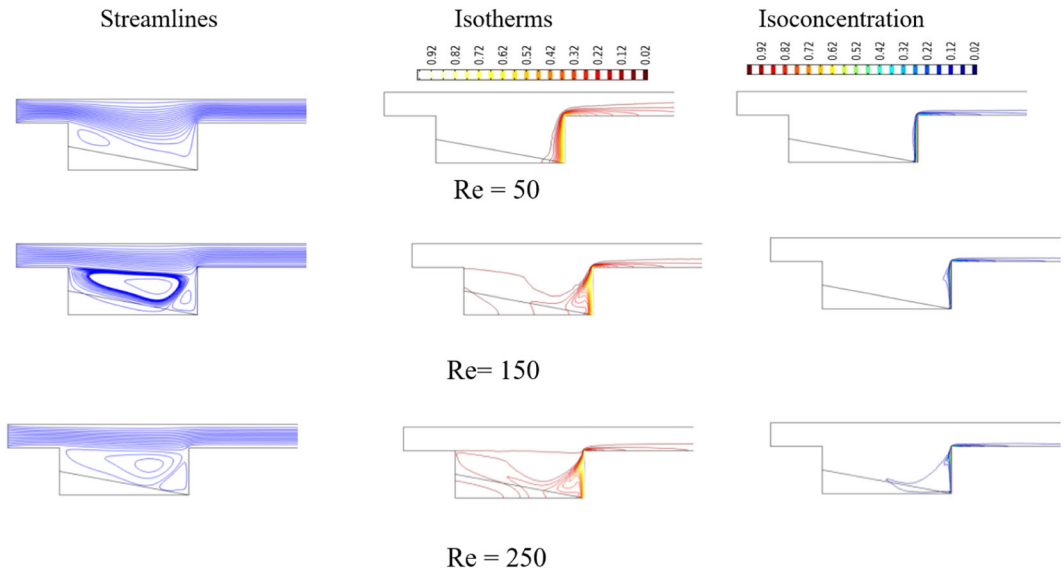 Streamlines Isotherms Isoconcentration
0.92 0.82 0.72 0.62 0.52 0.42 0.32 0.22 0.12 0.02
0.92 0.82 0.72 0.62 0.52 0.42 0.32 0.22 0.12 0.02
Re = 50
Re= 150
Re = 250